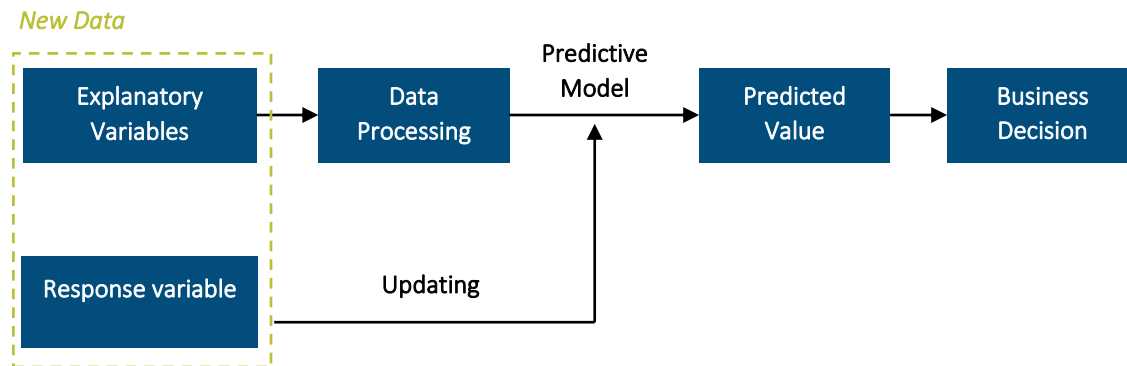 New Data
Explanatory
Variables
Data
Processing
Predictive
Model
Predicted
Value
Business
Decision
Response variable
Updating